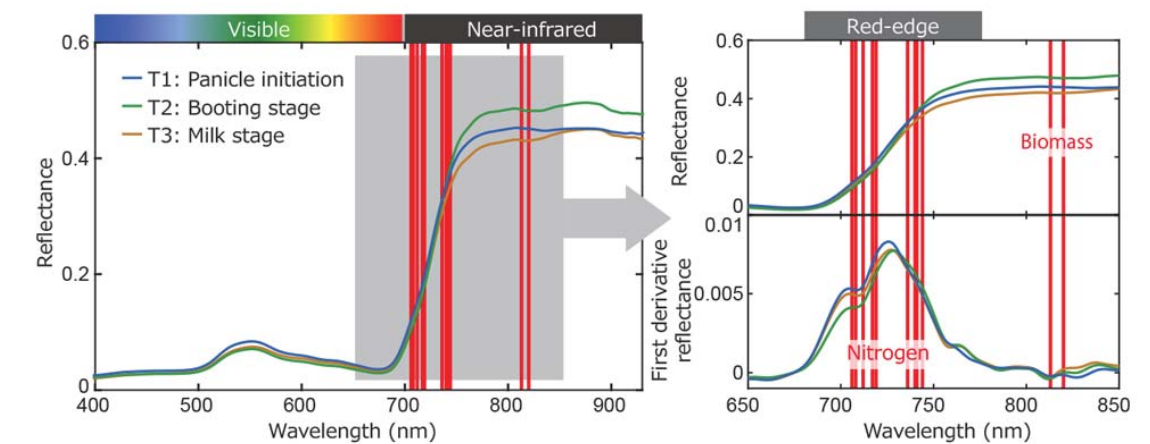 Visible
Near-infrared
0.6
0.4
0.2
0
Reflectance
T1: Panicle initiation
T2: Booting stage
T3: Milk stage
400 500 600 700 800 900
Wavelength (nm)
Red-edge
0.6
0.4
0.2
0
Reflectance
Biomass
0.01
0.005
0
First derivative
reflectance
Nitrogen
650 700 750 800 850
Wavelength (nm)